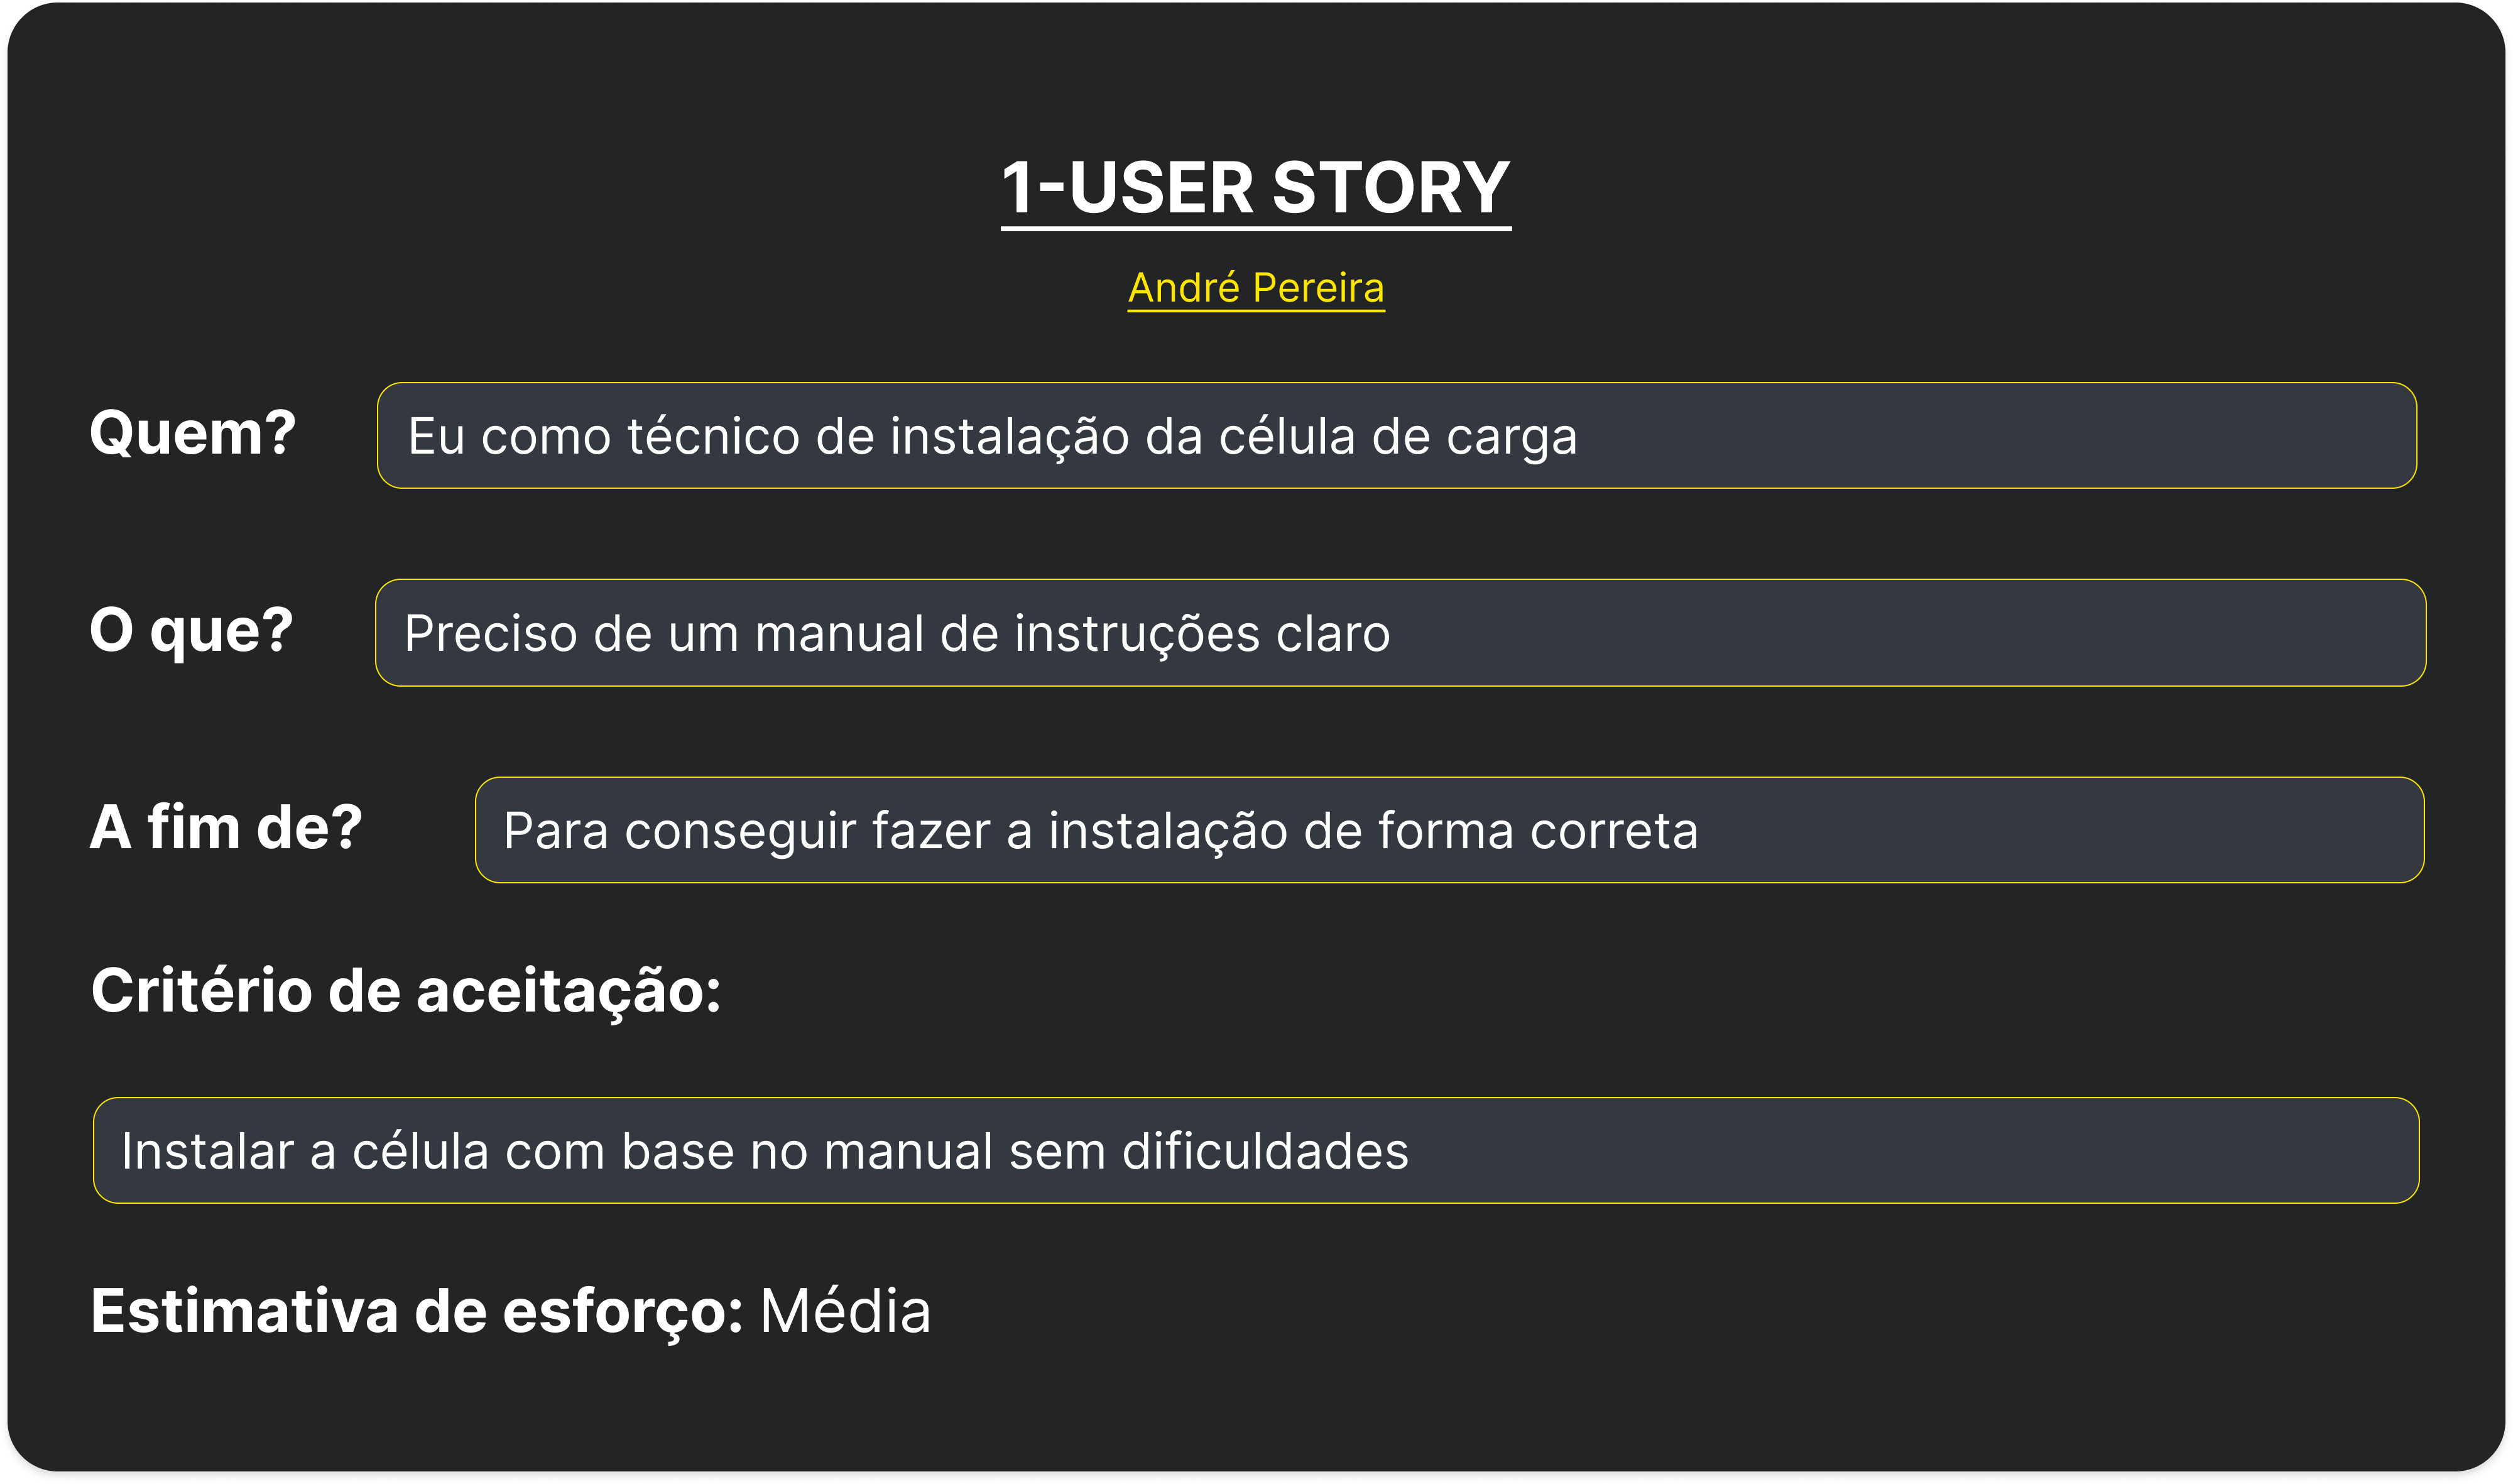 1-USER STORY
André Pereira
Quem? Eu como técnico de instalação da célula de carga
O que? Preciso de um manual de instruções claro
A fim de? Para conseguir fazer a instalação de forma correta
Critério de aceitação:
Instalar a célula com base no manual sem dificuldades
Estimativa de esforço: Média